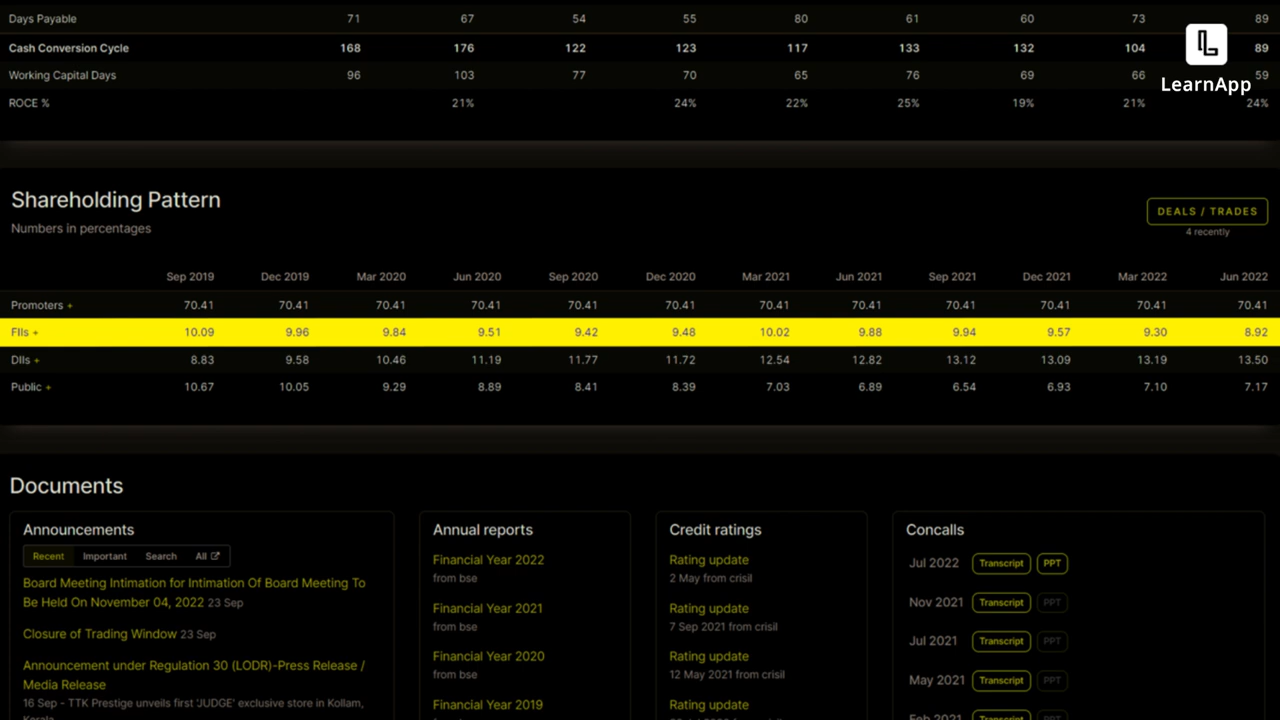 Days Payable 71 67 54 55 80 61 60 73 89
Cash Conversion Cycle 168 176 122 123 117 133 132 104 89
Working Capital Days 96 103 77 70 65 76 69 66 59
LearnApp
ROCE % 21% 24% 22% 25% 19% 21% 24%
Shareholding Pattern
Numbers in percentages
DEALS / TRADES
4 recently
Sep 2019 Dec 2019 Mar 2020 Jun 2020 Sep 2020 Dec 2020 Mar 2021 Jun 2021 Sep 2021 Dec 2021 Mar 2022 Jun 2022
Promoters + 70.41 70.41 70.41 70.41 70.41 70.41 70.41 70.41 70.41 70.41 70.41 70.41
FIIs + 10.09 9.96 9.84 9.51 9.42 9.48 10.02 9.88 9.94 9.57 9.30 8.92
DIIs + 8.83 9.58 10.46 11.19 11.77 11.72 12.54 12.82 13.12 13.09 13.19 13.50
Public + 10.67 10.05 9.29 8.89 8.41 8.39 7.03 6.89 6.54 6.93 7.10 7.17
Documents
Announcements
Recent Important Search All
Board Meeting Intimation for Intimation Of Board Meeting To
Be Held On November 04, 2022 23 Sep
Closure of Trading Window 23 Sep
Announcement under Regulation 30 (LODR)-Press Release /
Media Release
16 Sep - TTK Prestige unveils first 'JUDGE' exclusive store in Kollam,
Kerala
Annual reports
Financial Year 2022
from bse
Financial Year 2021
from bse
Financial Year 2020
from bse
Financial Year 2019
from bse
Credit ratings
Rating update
2 May from crisil
Rating update
7 Sep 2021 from crisil
Rating update
12 May 2021 from crisil
Rating update
Concalls
Jul 2022 Transcript PPT
Nov 2021 Transcript PPT
Jul 2021 Transcript PPT
May 2021 Transcript PPT
Feb 2021 Transcript PPT